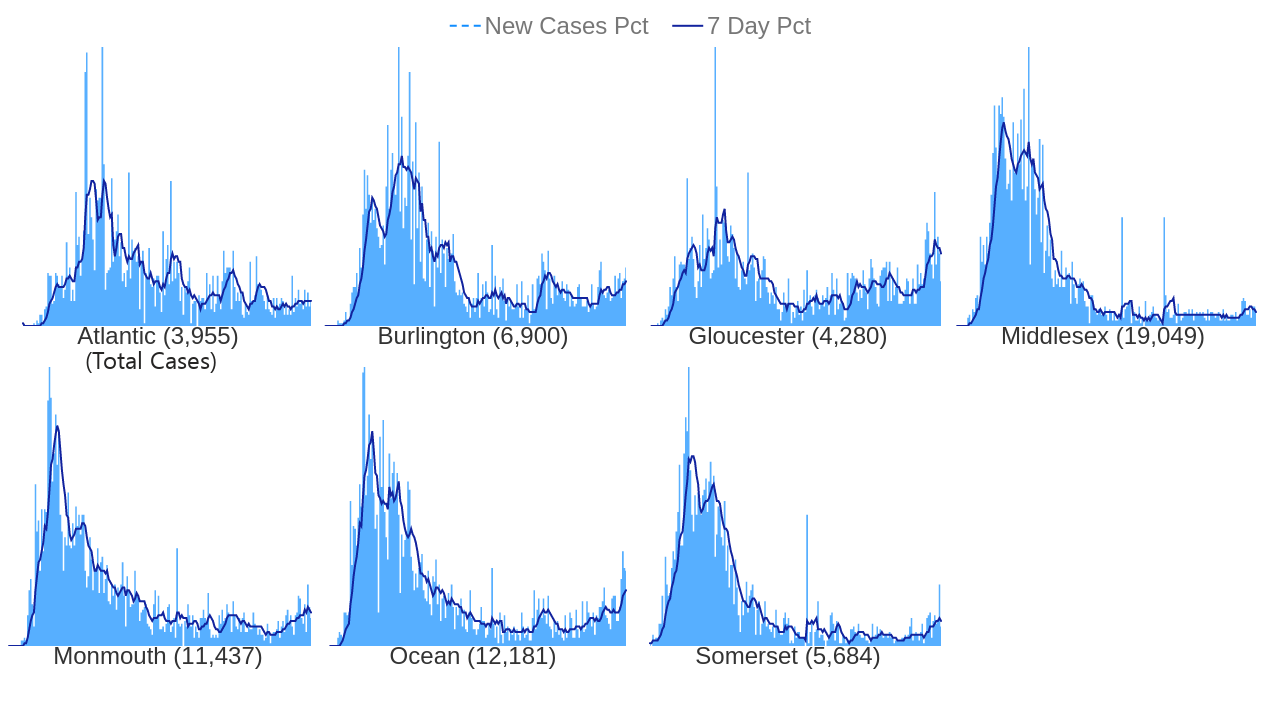 New Cases Pct 7 Day Pct
Atlantic (3,955) Burlington (6,900) Gloucester (4,280) Middlesex (19,049)
(Total Cases)
Monmouth (11,437) Ocean (12,181) Somerset (5,684)